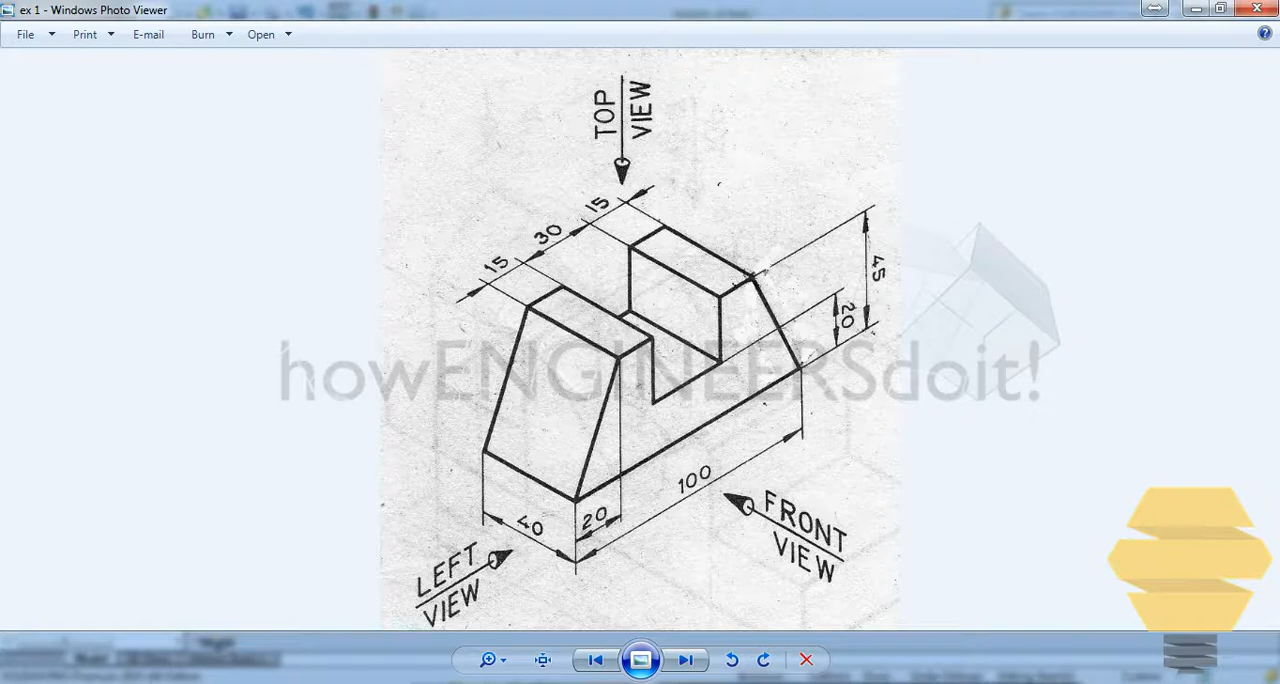 ex 1 - Windows Photo Viewer
File Print E-mail Burn Open
TOP
VIEW
15
30
15
45
20
howENGINEERSdoit!
100
40
20
FRONT
VIEW
LEFT
VIEW